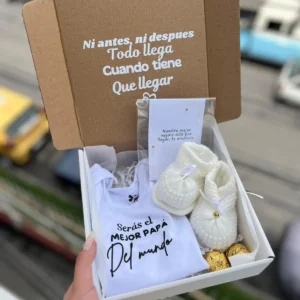 Ni antes, ni despues
Todo llega
Cuando tiene
Que llegar
Serás el
MEJOR PAPÁ
Del mundo